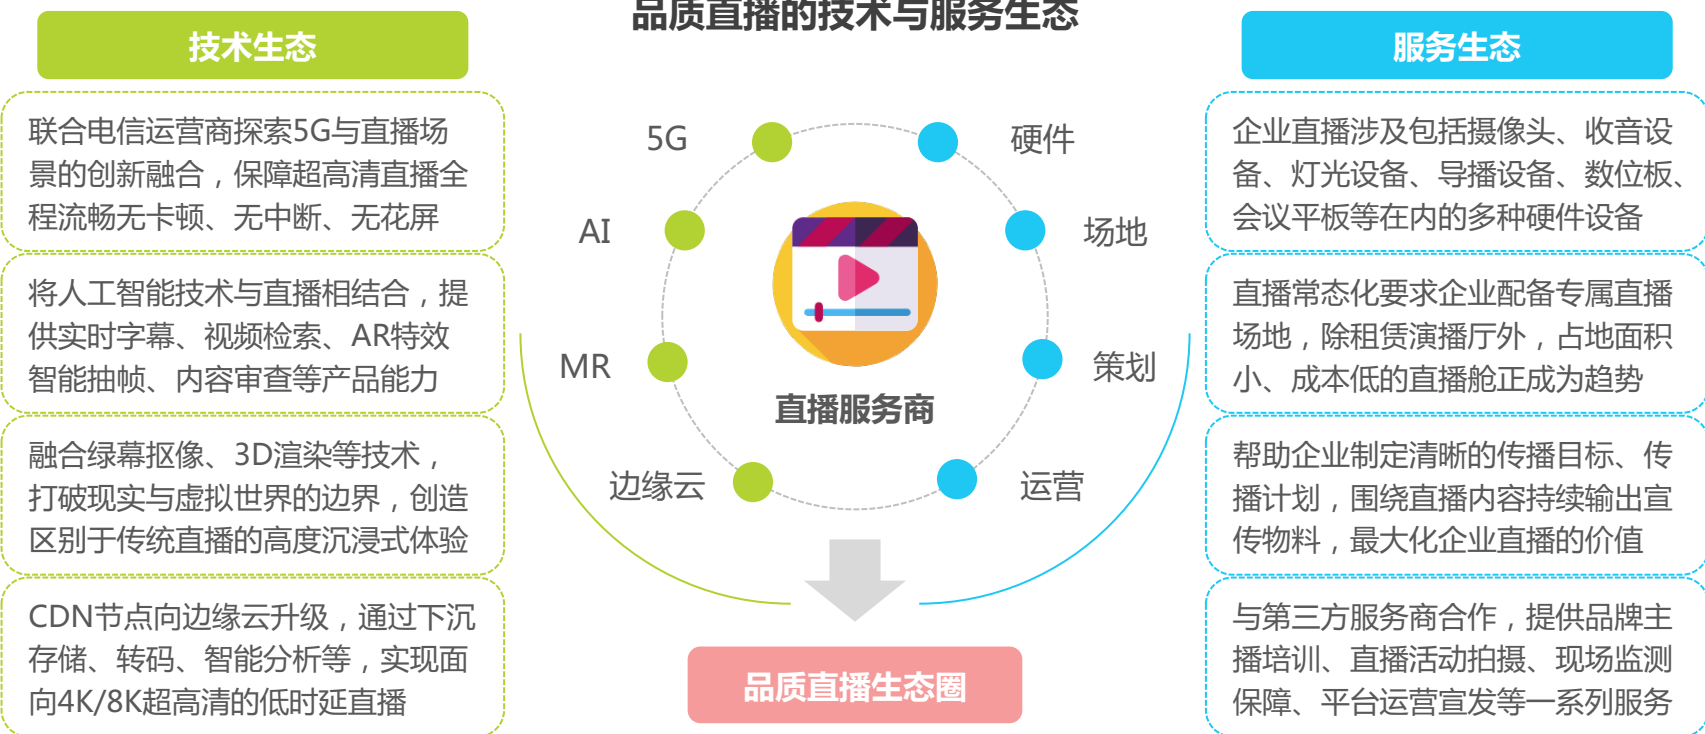 品质直播的技术与服务生态
技术生态
联合电信运营商探索5G与直播场
景的创新融合，保障超高清直播全
程流畅无卡顿、无中断、无花屏
将人工智能技术与直播相结合，提
供实时字幕、视频检索、AR特效
智能抽帧、内容审查等产品能力
融合绿幕抠像、3D渲染等技术，
打破现实与虚拟世界的边界，创造
区别于传统直播的高度沉浸式体验
CDN节点向边缘云升级，通过下沉
存储、转码、智能分析等，实现面
向4K/8K超高清的低时延直播
5G
AI
MR
边缘云
硬件
场地
策划
运营
直播服务商
品质直播生态圈
服务生态
企业直播涉及包括摄像头、收音设
备、灯光设备、导播设备、数位板、
会议平板等在内的多种硬件设备
直播常态化要求企业配备专属直播
场地，除租赁演播厅外，占地面积
小、成本低的直播舱正成为趋势
帮助企业制定清晰的传播目标、传
播计划，围绕直播内容持续输出宣
传物料，最大化企业直播的价值
与第三方服务商合作，提供品牌主
播培训、直播活动拍摄、现场监测
保障、平台运营宣发等一系列服务